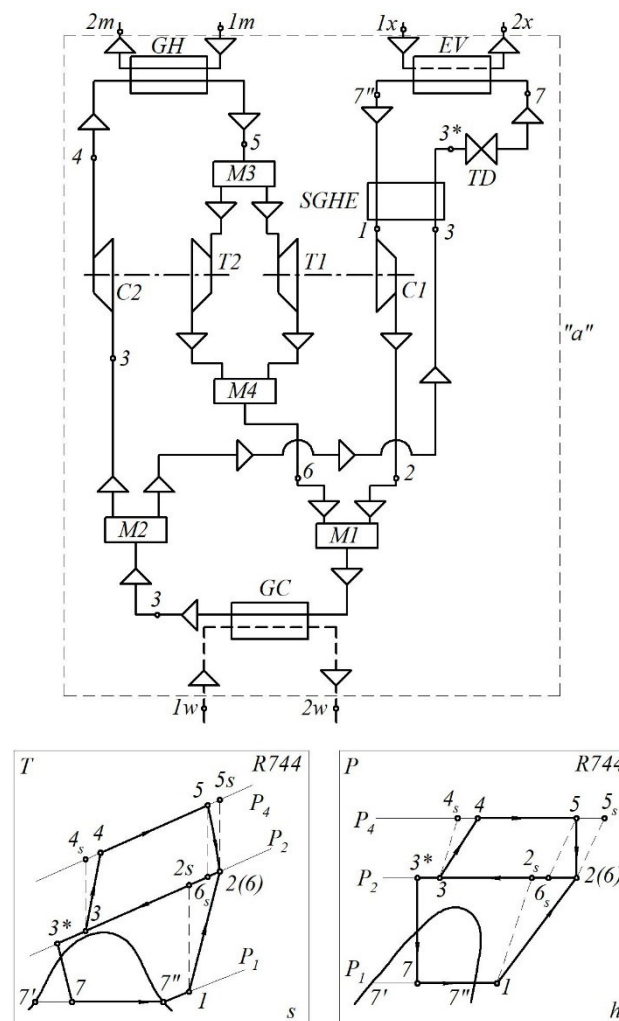 2m 1m 1x 2x
GH EV
7" 7
4 5 3*
M3 TD
SGHE
1 3
T2 T1
C2 C1
"a"
3
M4
6 2
M2 M1
GC
3
1w 2w
T R744
5 5s
4s 4 P4
P2
2s
3* 3 6s 2(6)
P1
7' 7 7" 1
s
P R744
4s 4 5 5s
P4
3* 2s
P2 3 6s 2(6)
P1 7
7' 7" 1
h